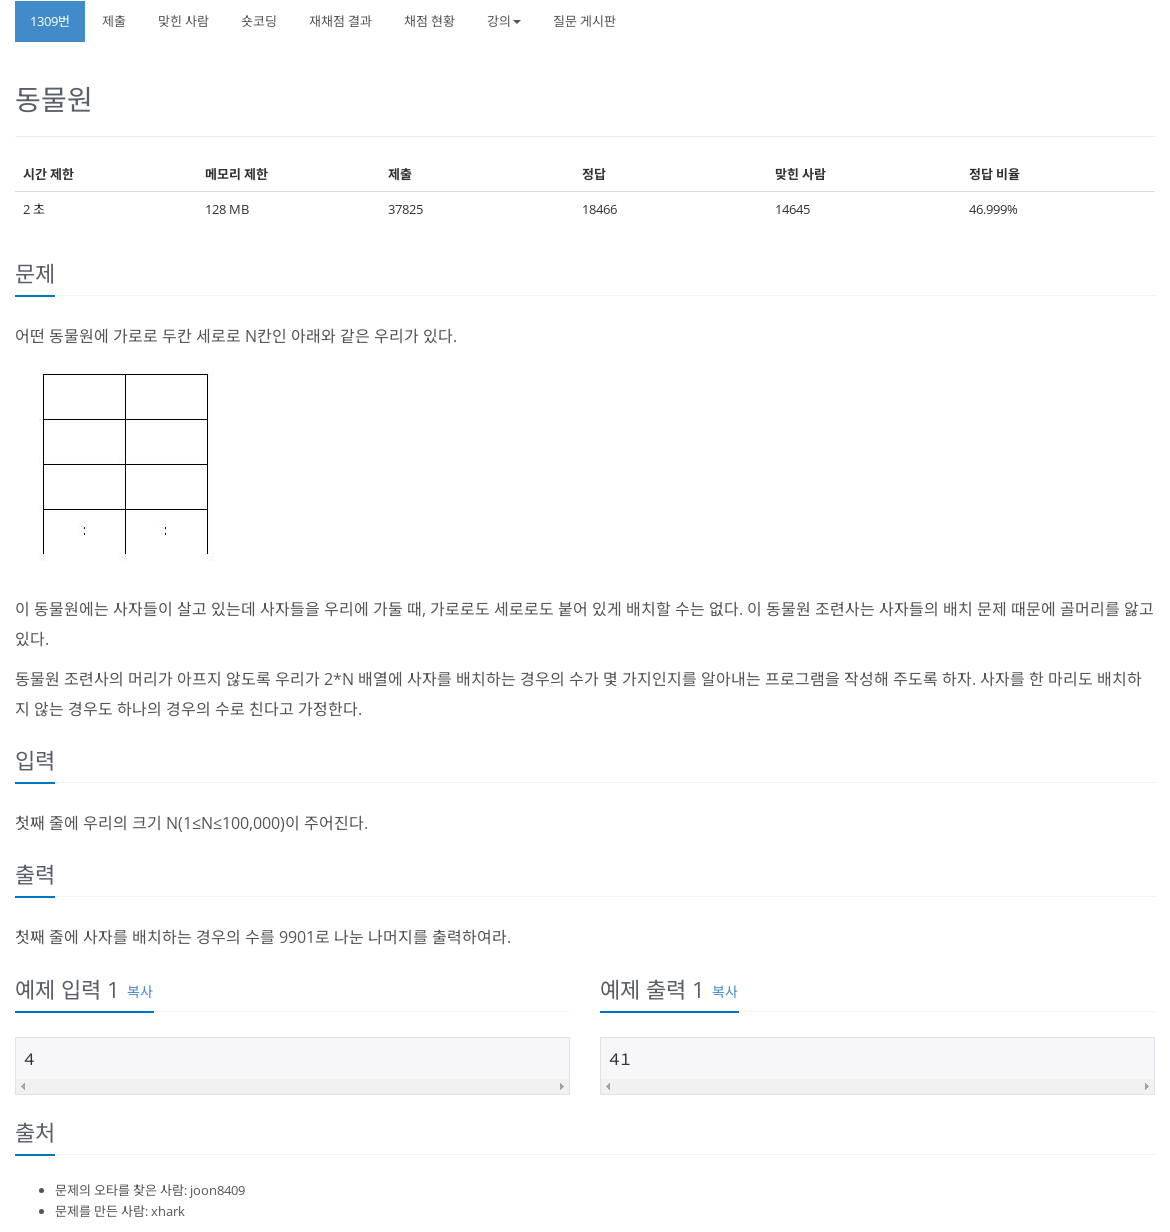 1309번 제출 맞힌 사람 숏코딩 재채점 결과 채점 현황 강의 질문 게시판
동물원
시간 제한 메모리 제한 제출 정답 맞힌 사람 정답 비율
2 초 128 MB 37825 18466 14645 46.999%
문제
어떤 동물원에 가로로 두칸 세로로 N칸인 아래와 같은 우리가 있다.
: :
이 동물원에는 사자들이 살고 있는데 사자들을 우리에 가둘 때, 가로로도 세로로도 붙어 있게 배치할 수는 없다. 이 동물원 조련사는 사자들의 배치 문제 때문에 골머리를 앓고
있다.
동물원 조련사의 머리가 아프지 않도록 우리가 2*N 배열에 사자를 배치하는 경우의 수가 몇 가지인지를 알아내는 프로그램을 작성해 주도록 하자. 사자를 한 마리도 배치하
지 않는 경우도 하나의 경우의 수로 친다고 가정한다.
입력
첫째 줄에 우리의 크기 N(1≤N≤100,000)이 주어진다.
출력
첫째 줄에 사자를 배치하는 경우의 수를 9901로 나눈 나머지를 출력하여라.
예제 입력 1 복사
4
예제 출력 1 복사
41
출처
문제의 오타를 찾은 사람: joon8409
문제를 만든 사람: xhark